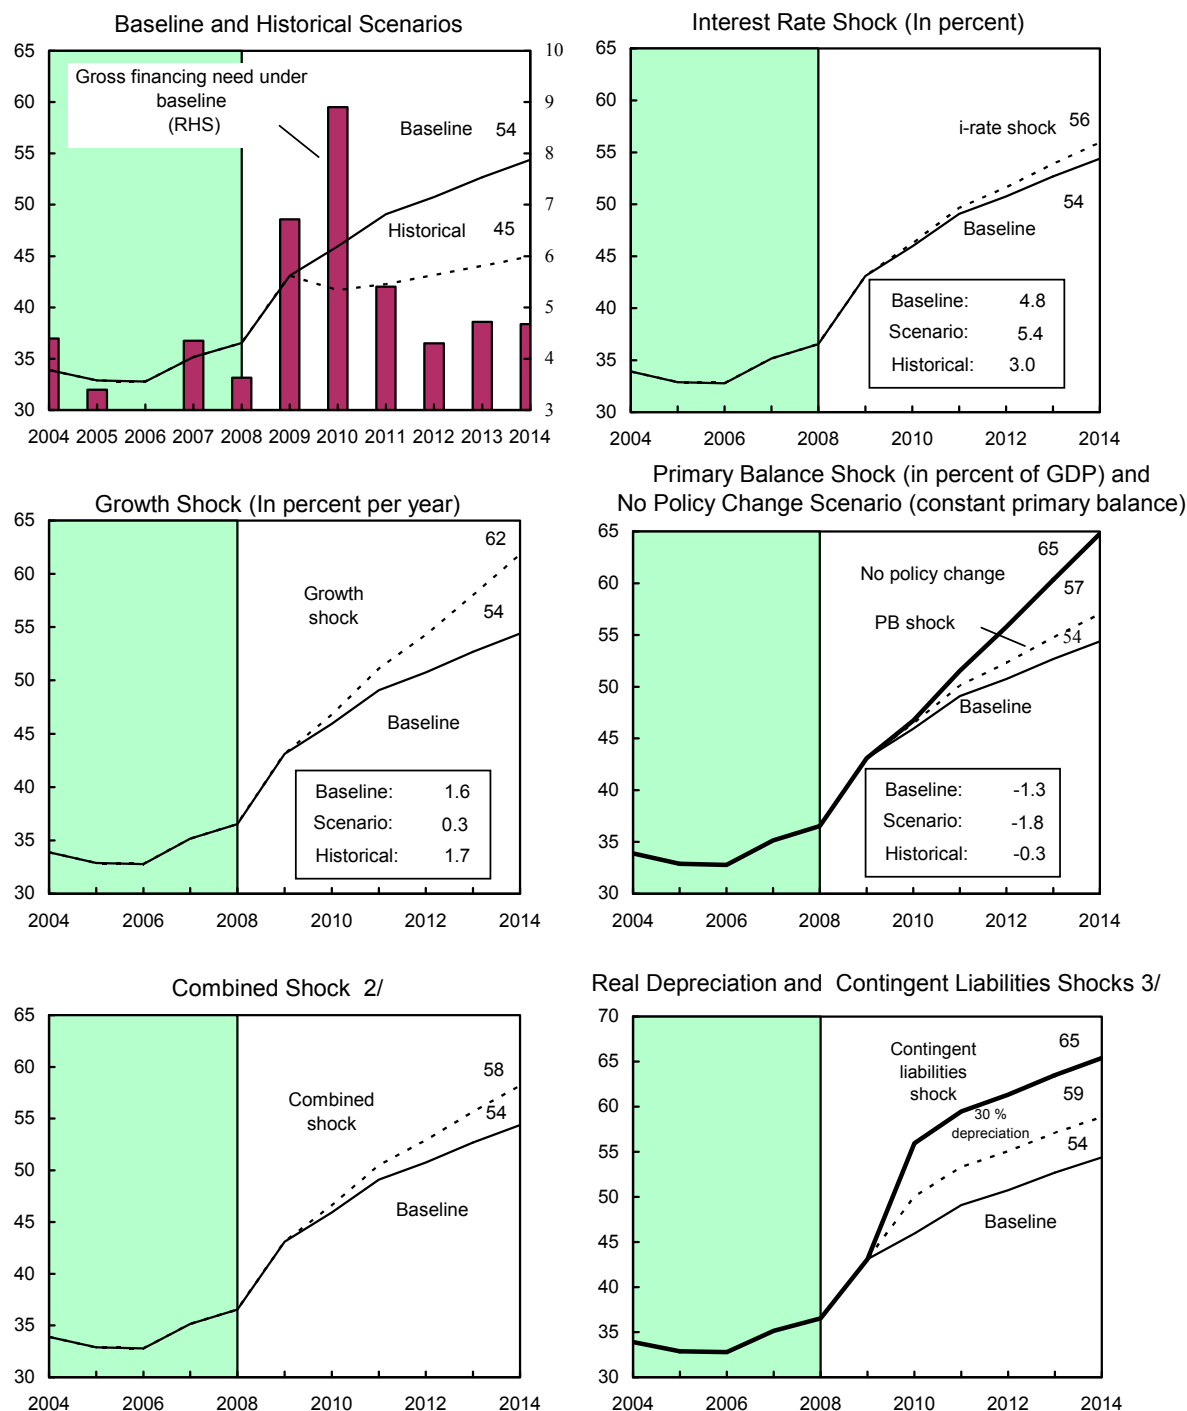 Baseline and Historical Scenarios
65
60
55
50
45
40
35
30
10
9
8
7
6
5
4
3
Gross financing need under
baseline
(RHS)
Baseline
54
Historical
45
2004 2005 2006 2007 2008 2009 2010 2011 2012 2013 2014
Interest Rate Shock (In percent)
65
60
55
50
45
40
35
30
i-rate shock
56
54
Baseline
Baseline: 4.8
Scenario: 5.4
Historical: 3.0
2004 2006 2008 2010 2012 2014
Growth Shock (In percent per year)
65
60
55
50
45
40
35
30
62
Growth
shock
54
Baseline
Baseline: 1.6
Scenario: 0.3
Historical: 1.7
2004 2006 2008 2010 2012 2014
Primary Balance Shock (in percent of GDP) and
No Policy Change Scenario (constant primary balance)
65
60
55
50
45
40
35
30
65
No policy change
57
PB shock
54
Baseline
Baseline: -1.3
Scenario: -1.8
Historical: -0.3
2004 2006 2008 2010 2012 2014
Combined Shock 2/
65
60
55
50
45
40
35
30
58
Combined
shock
54
Baseline
2004 2006 2008 2010 2012 2014
Real Depreciation and Contingent Liabilities Shocks 3/
70
65
60
55
50
45
40
35
30
65
Contingent
liabilities
shock
59
30 %
depreciation
54
Baseline
2004 2006 2008 2010 2012 2014